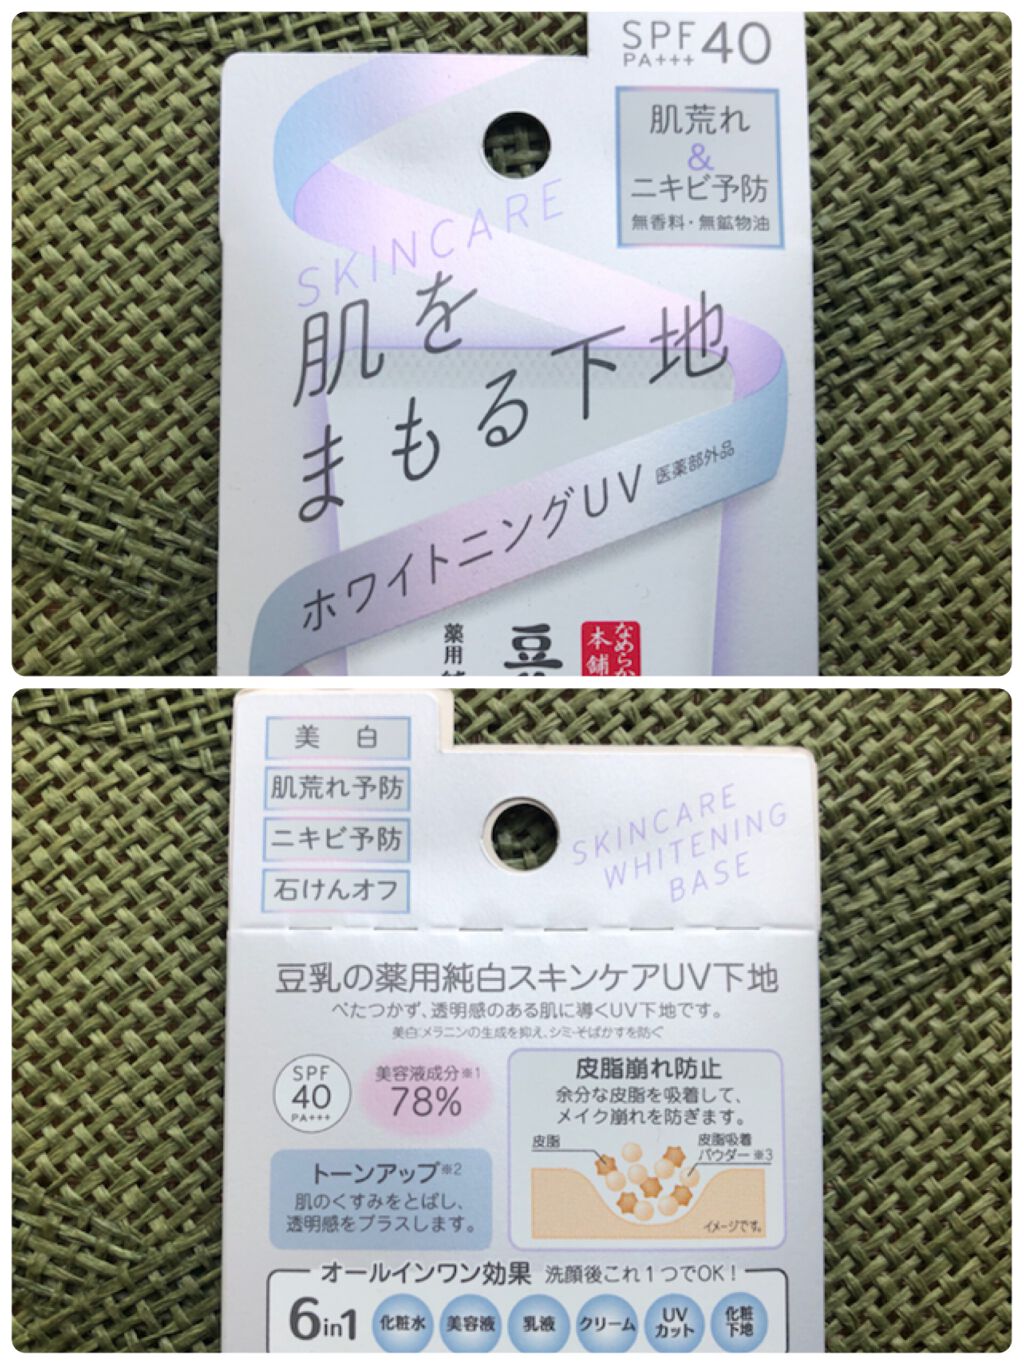 SPF40
PA+++
肌荒れ
&
ニキビ予防
無香料・無鉱物油
SKINCARE
肌を
まもる下地
ホワイトニングUV 医薬部外品
薬用
豆
なめらか
本舗
美 白
肌荒れ予防
ニキビ予防
石けんオフ
SKINCARE
WHITENING
BASE
豆乳の薬用純白スキンケアUV下地
べたつかず、透明感のある肌に導くUV下地です。
美白:メラニンの生成を抑え、シミ・そばかすを防ぐ
SPF
40
PA+++
美容液成分※1
78%
皮脂崩れ防止
余分な皮脂を吸着して、
メイク崩れを防ぎます。
皮脂
皮脂吸着
パウダー※3
イメージです。
トーンアップ※2
肌のくすみをとばし、
透明感をプラスします。
オールインワン効果 洗顔後これ1つでOK!
6in1
化粧水
美容液
乳液
クリーム
UV
カット
化粧
下地